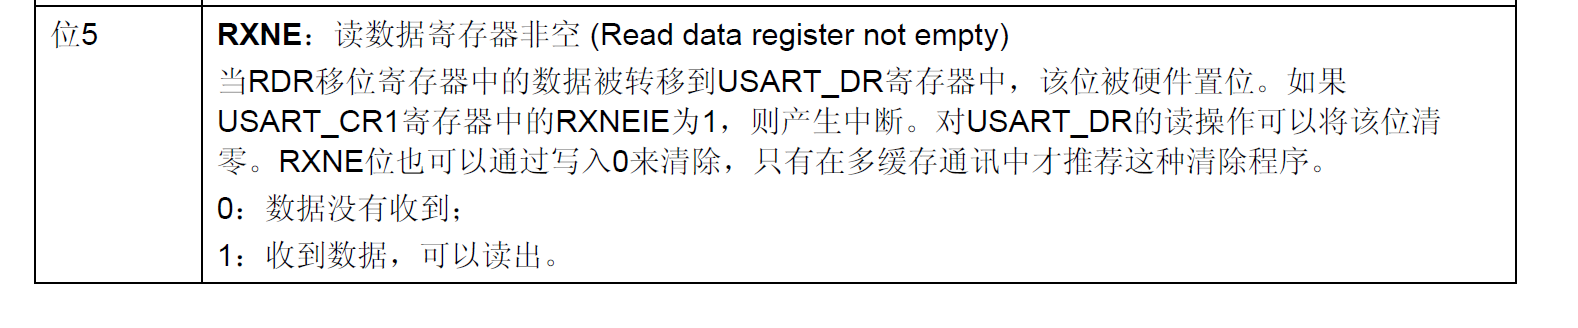 位5
RXNE：读数据寄存器非空 (Read data register not empty)
当RDR移位寄存器中的数据被转移到USART_DR寄存器中，该位被硬件置位。如果
USART_CR1寄存器中的RXNEIE为1，则产生中断。对USART_DR的读操作可以将该位清
零。RXNE位也可以通过写入0来清除，只有在多缓存通讯中才推荐这种清除程序。
0：数据没有收到；
1：收到数据，可以读出。